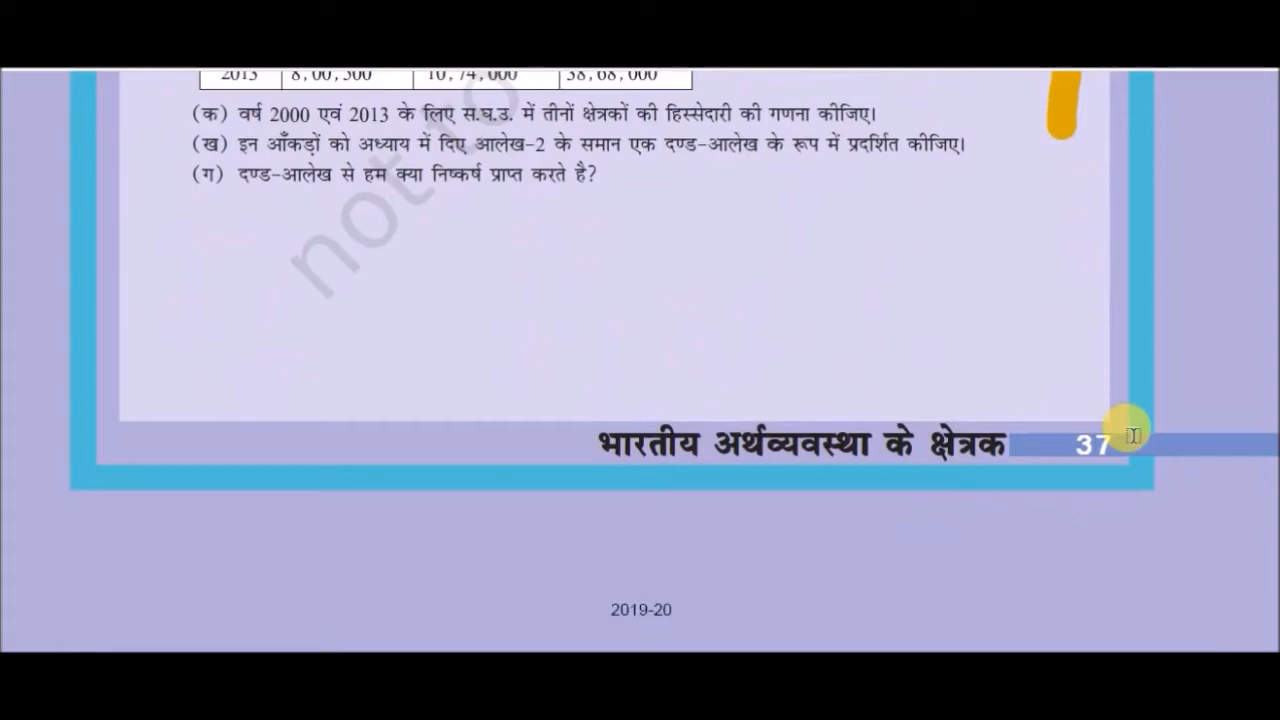 2013 8,00,500 10,74,000 38,68,000
(क) वर्ष 2000 एवं 2013 के लिए स.घ.उ. में तीनों क्षेत्रकों की हिस्सेदारी की गणना कीजिए।
(ख) इन आँकड़ों को अध्याय में दिए आलेख-2 के समान एक दण्ड-आलेख के रूप में प्रदर्शित कीजिए।
(ग) दण्ड-आलेख से हम क्या निष्कर्ष प्राप्त करते है?
not to
भारतीय अर्थव्यवस्था के क्षेत्रक 37
2019-20